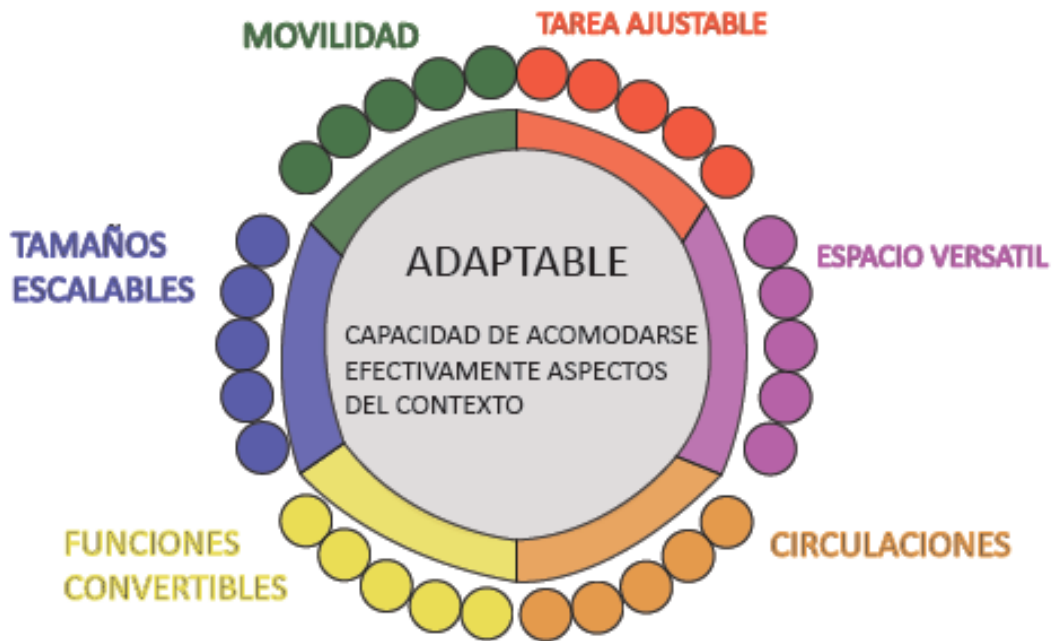 MOVILIDAD
TAREA AJUSTABLE
TAMAÑOS
ESCALABLES
ESPACIO VERSATIL
ADAPTABLE
CAPACIDAD DE ACOMODARSE
EFECTIVAMENTE ASPECTOS
DEL CONTEXTO
FUNCIONES
CONVERTIBLES
CIRCULACIONES